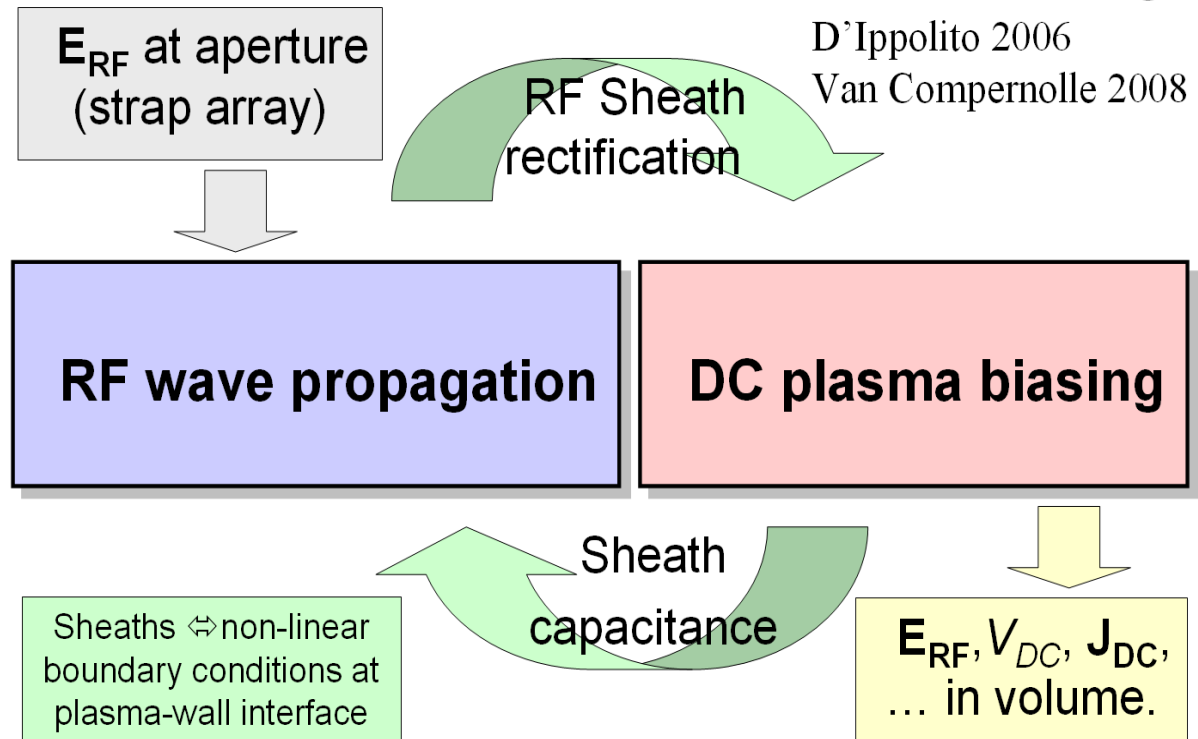 E_RF at aperture
(strap array)
D'Ippolito 2006
Van Compernolle 2008
RF Sheath
rectification
RF wave propagation
DC plasma biasing
Sheath
capacitance
Sheaths ⇔non-linear
boundary conditions at
plasma-wall interface
E_RF, V_DC, J_DC,
... in volume.